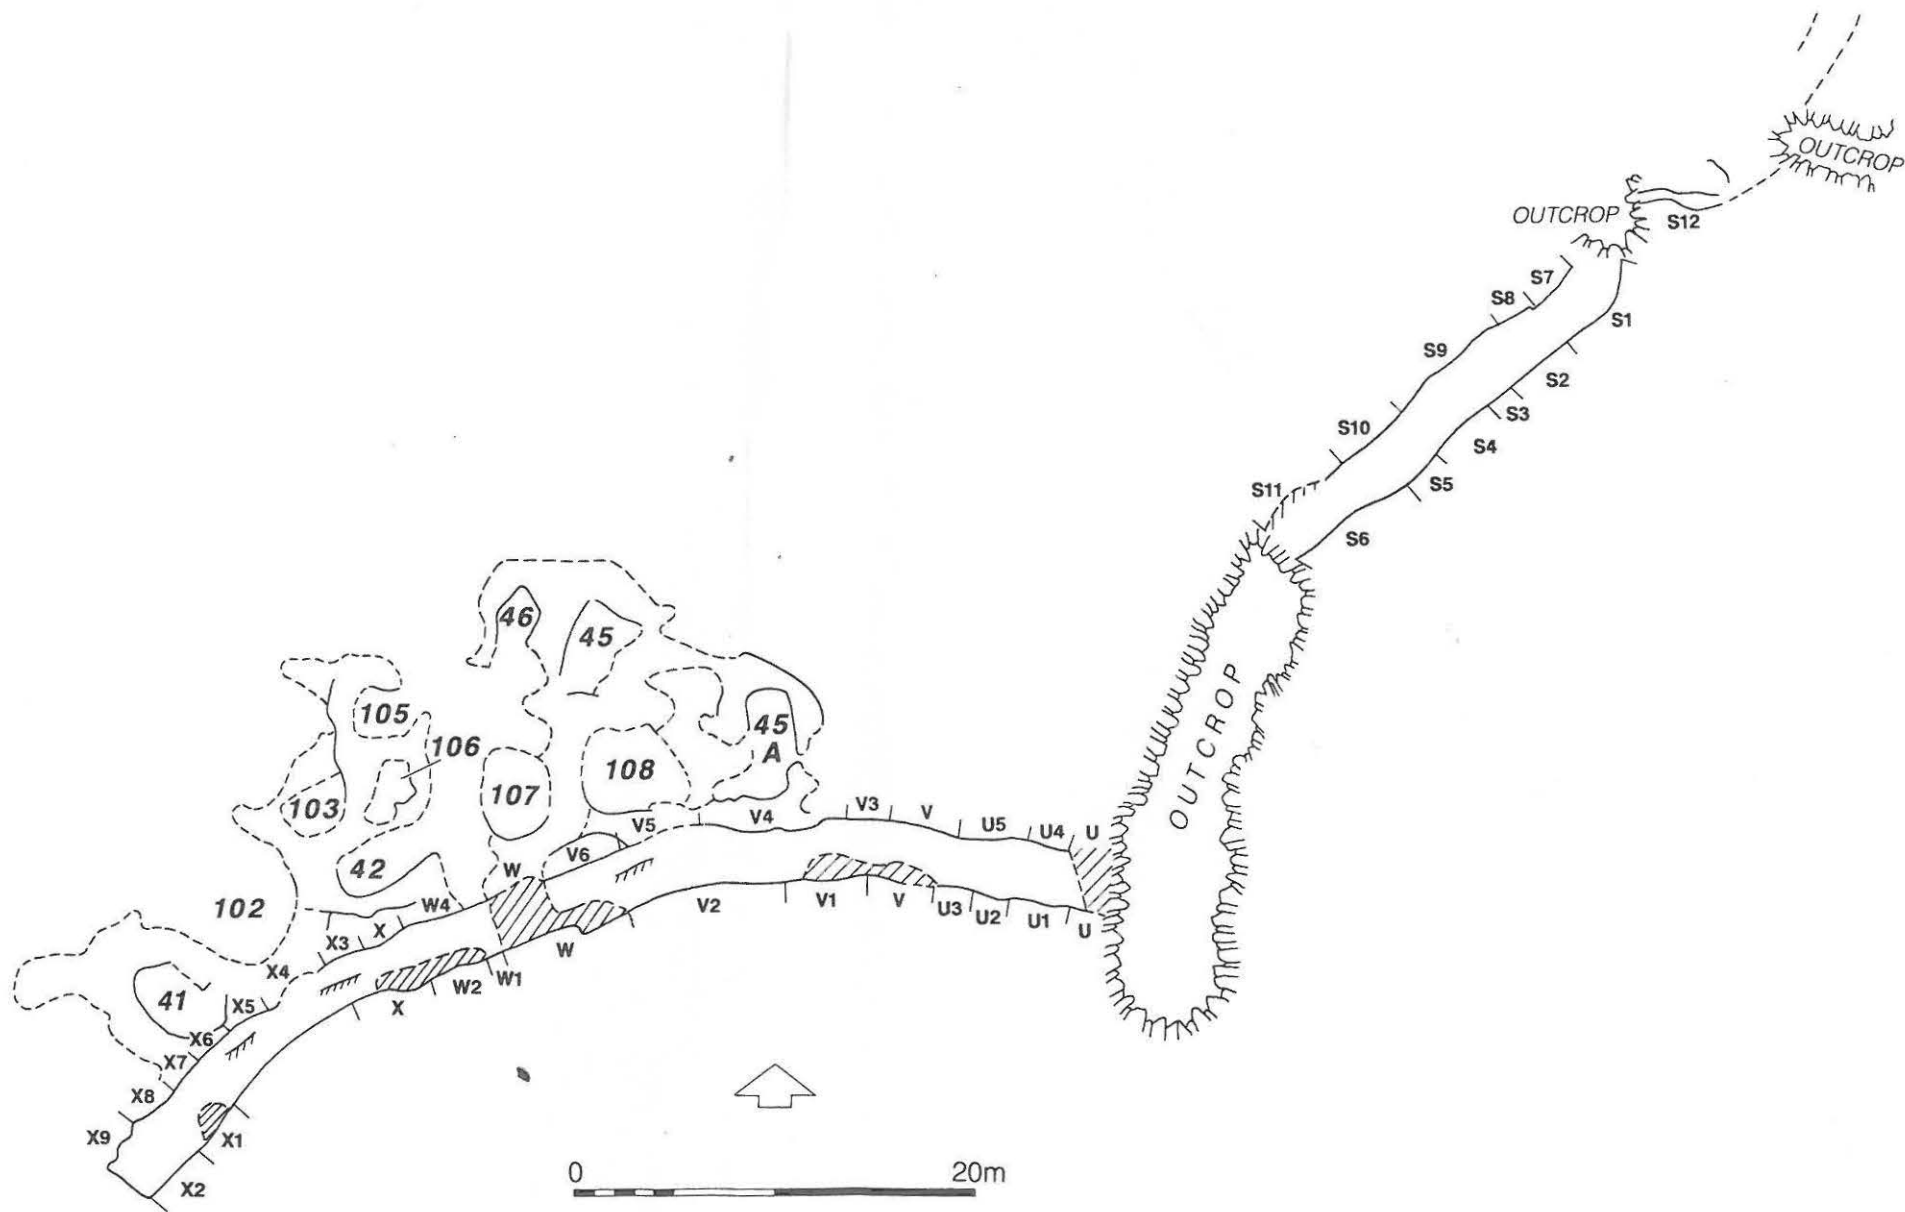 OUTCROP
OUTCROP
S12
S7
S8
S1
S9
S2
S3
S10
S4
S5
S11
S6
46
45
OUTCROP
105
45
A
106
108
107
103
V3
V
V4
V5
U5
U4
U
V6
W
42
W4
V2
V1
V
U3
U2
U1
U
102
X
X3
W
X4
W1
W2
41
X5
X
X6
X7
X8
X9
X1
X2
0
20m